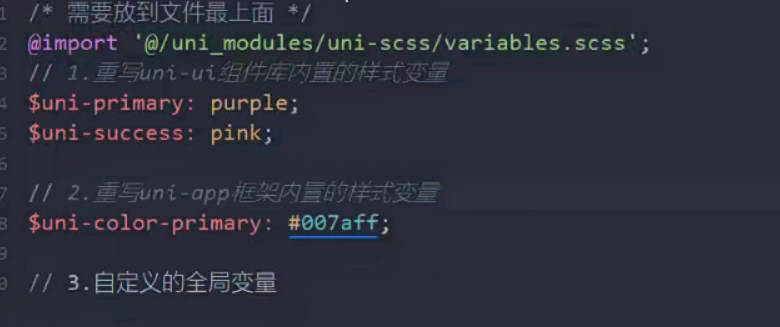 1 /* 需要放到文件最上面 */
2 @import '@/uni_modules/uni-scss/variables.scss';
3 // 1.重写uni-ui组件库内置的样式变量
4 $uni-primary: purple;
5 $uni-success: pink;
6
7 // 2.重写uni-app框架内置的样式变量
8 $uni-color-primary: #007aff;
9
0 // 3.自定义的全局变量